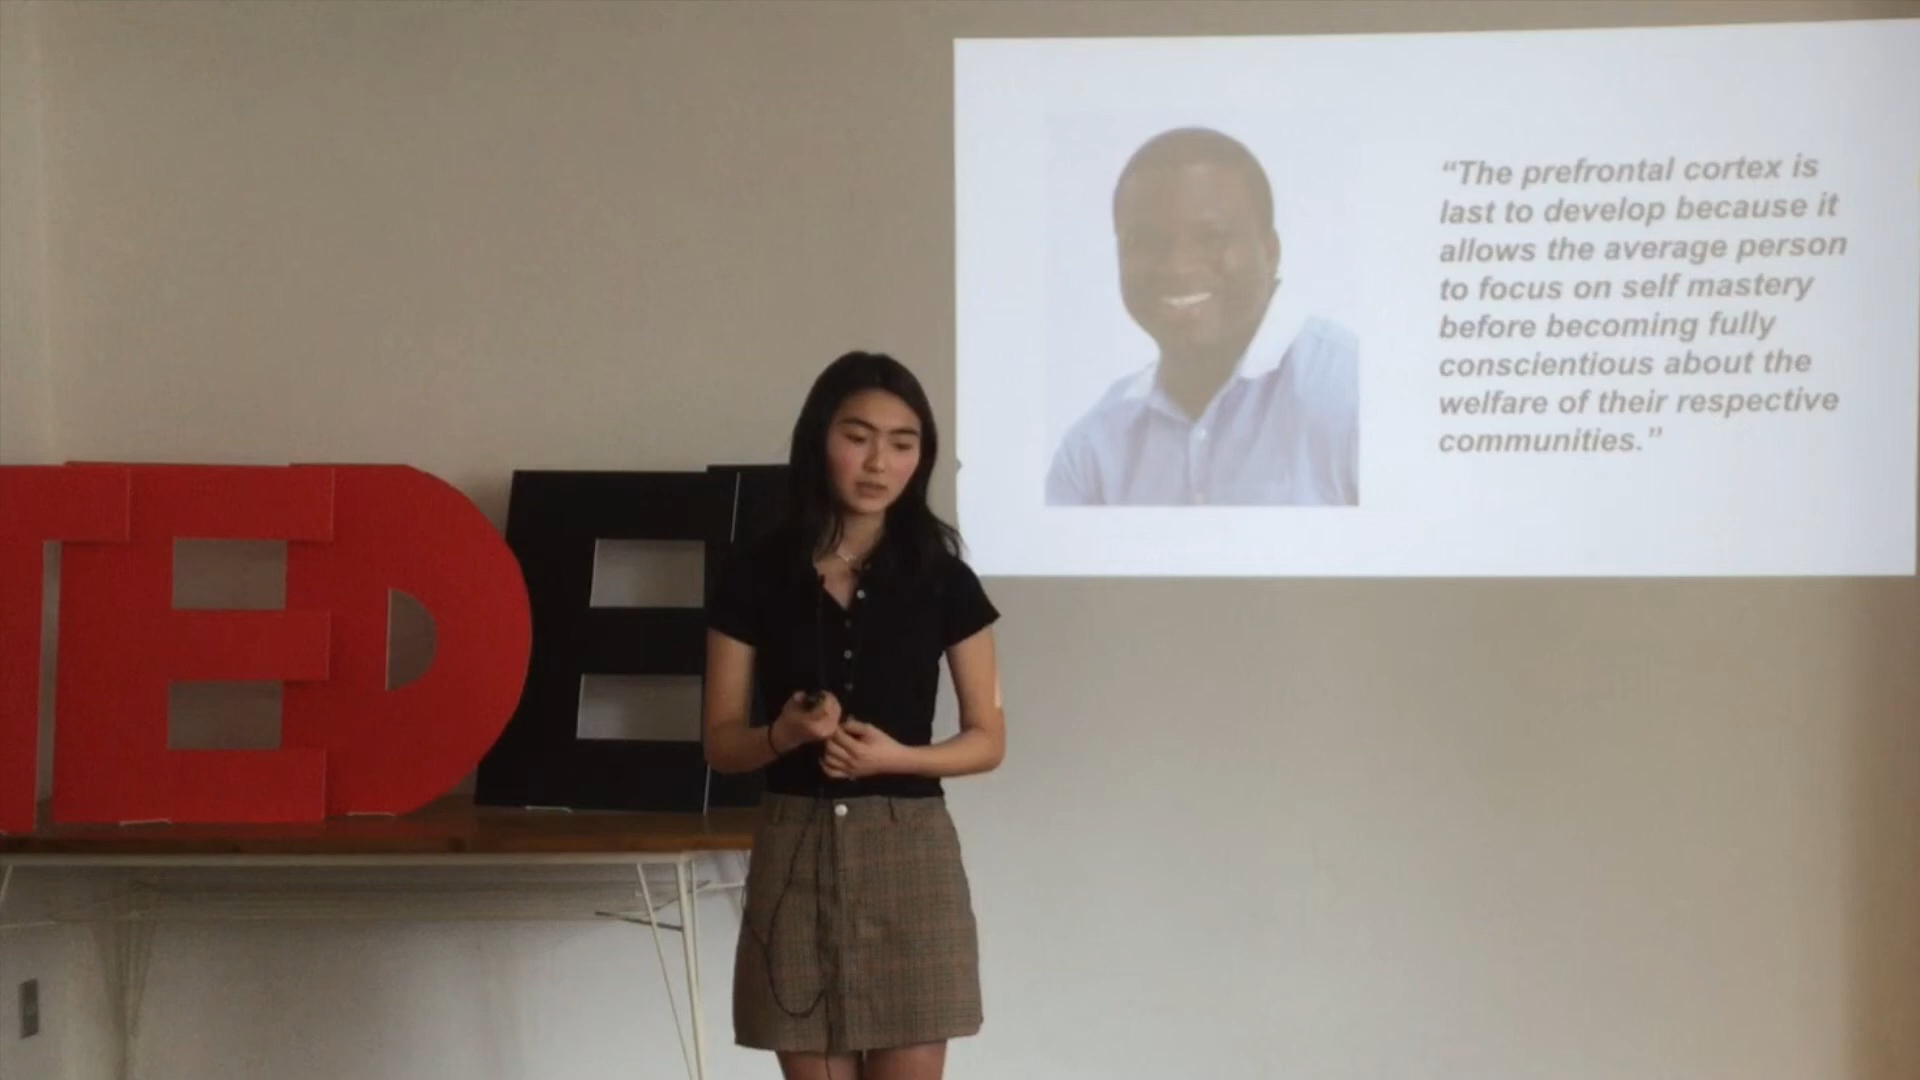 TEDE
“The prefrontal cortex is
last to develop because it
allows the average person
to focus on self mastery
before becoming fully
conscientious about the
welfare of their respective
communities.”